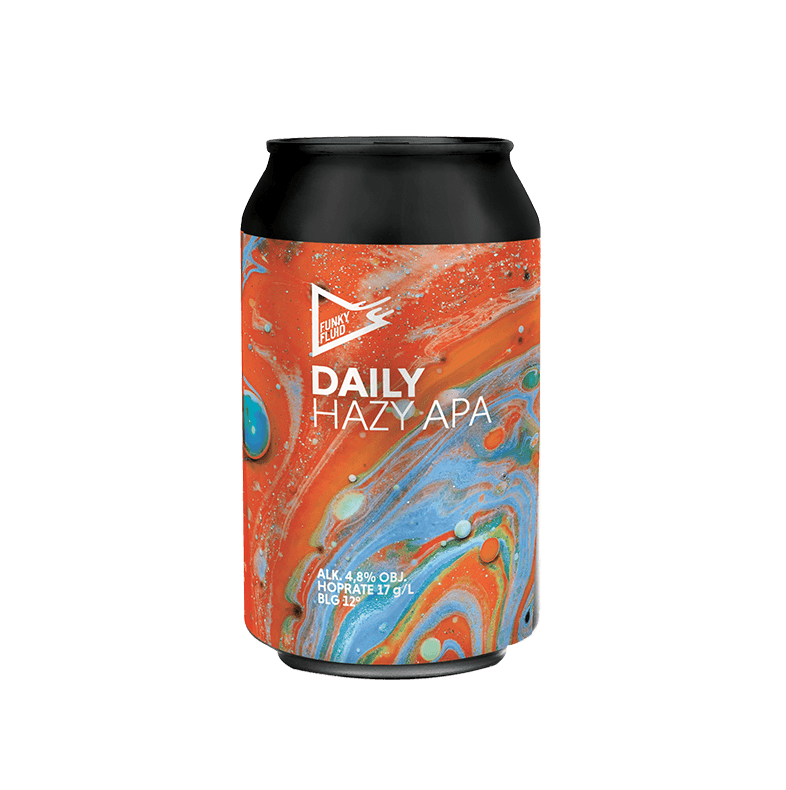 FUNKY
FLUID
DAILY
HAZY APA
ALK. 4,8% OBJ.
HOPRATE 17 g/L
BLG 12°